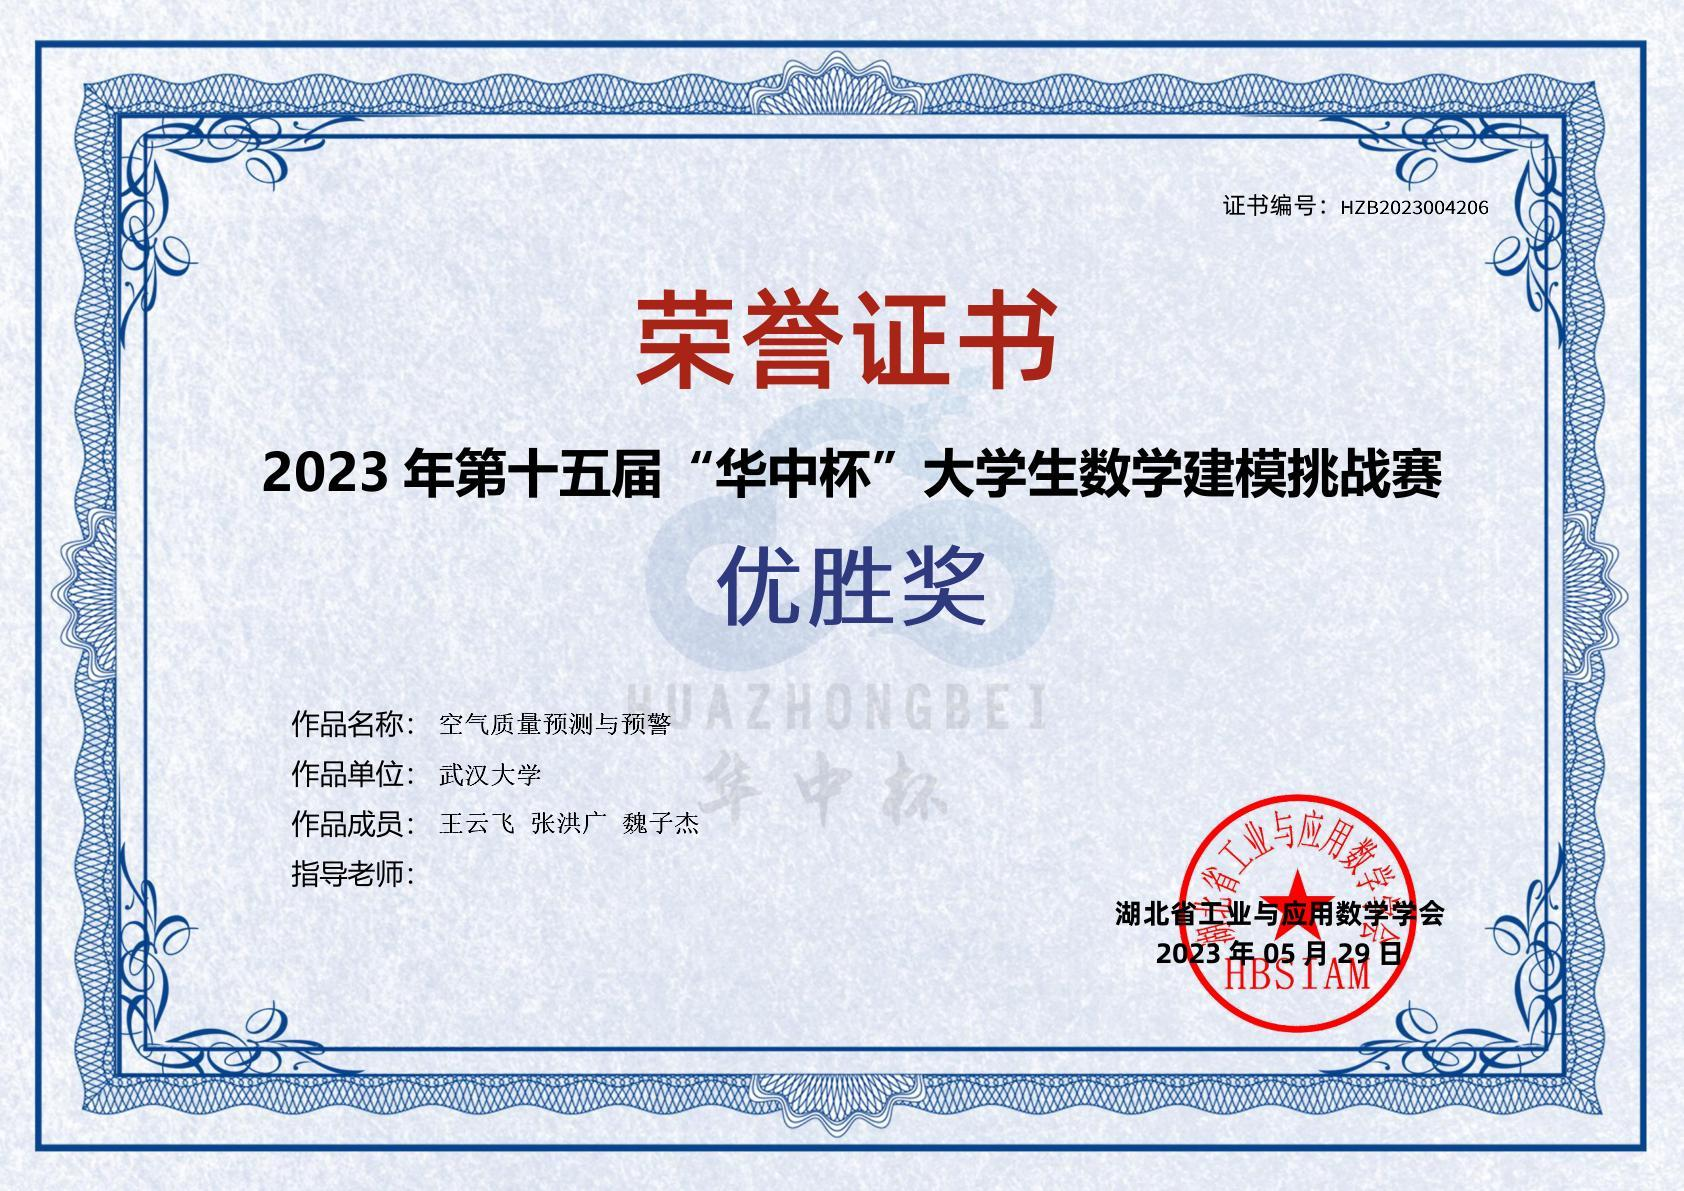 证书编号：HZB2023004206
荣誉证书
2023 年第十五届“华中杯”大学生数学建模挑战赛
优胜奖
HUAZHONGBEI
华中杯
作品名称： 空气质量预测与预警
作品单位： 武汉大学
作品成员： 王云飞 张洪广 魏子杰
指导老师：
湖北省工业与应用数学学会
湖北省工业与应用数学学会
2023 年 05 月 29 日
HBSIAM